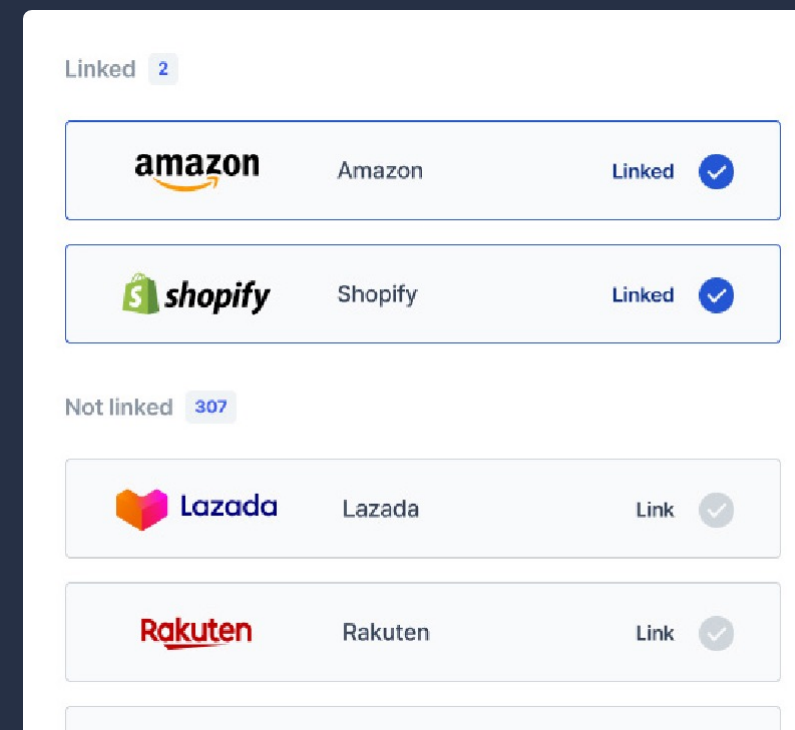 Linked 2
amazon Amazon Linked
S shopify Shopify Linked
Not linked 307
Lazada Lazada Link
Rakuten Rakuten Link